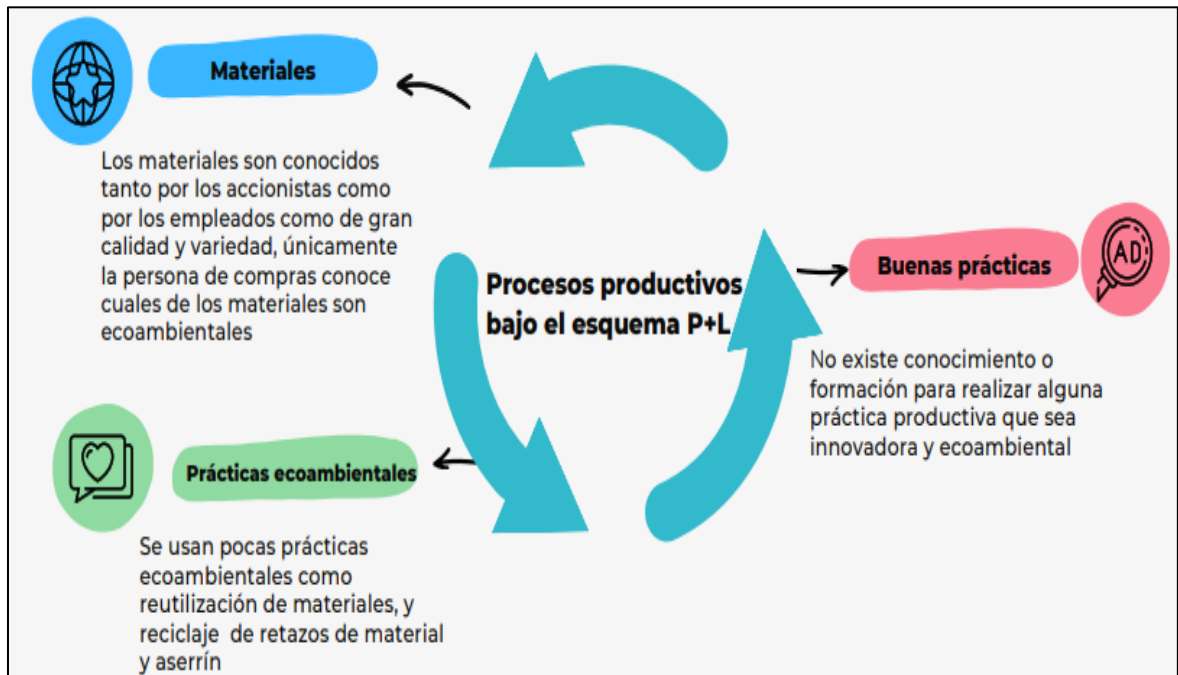 Materiales
Los materiales son conocidos
tanto por los accionistas como
por los empleados como de gran
calidad y variedad, únicamente
la persona de compras conoce
cuales de los materiales son
ecoambientales
Procesos productivos
bajo el esquema P+L
Buenas prácticas
AD
No existe conocimiento o
formación para realizar alguna
práctica productiva que sea
innovadora y ecoambiental
Prácticas ecoambientales
Se usan pocas prácticas
ecoambientales como
reutilización de materiales, y
reciclaje de retazos de material
y aserrín